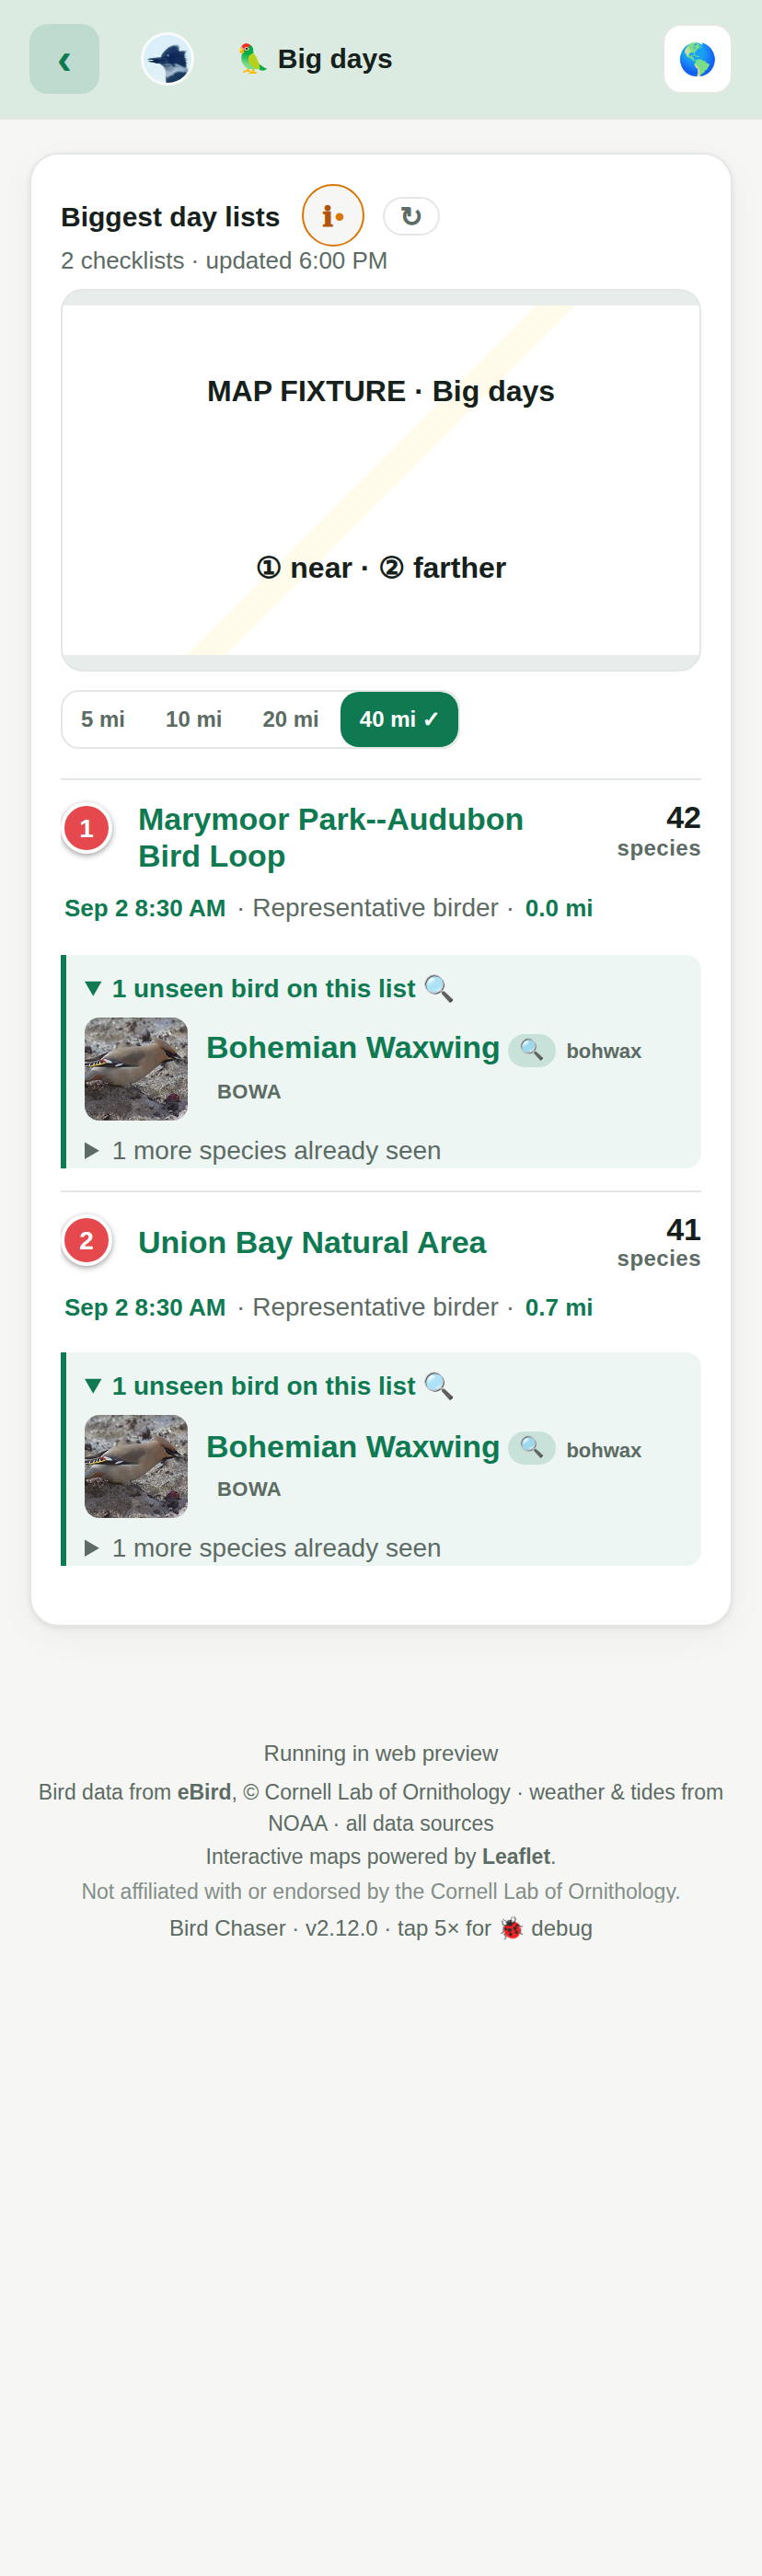 ‹ 🦜 Big days 🌎
Biggest day lists ℹ• ↻
2 checklists · updated 6:00 PM
MAP FIXTURE · Big days
① near · ② farther
5 mi 10 mi 20 mi 40 mi ✓
1 Marymoor Park--Audubon Bird Loop 42 species
Sep 2 8:30 AM · Representative birder · 0.0 mi
▼ 1 unseen bird on this list 🔍
Bohemian Waxwing 🔍 bohwax
BOWA
▶ 1 more species already seen
2 Union Bay Natural Area 41 species
Sep 2 8:30 AM · Representative birder · 0.7 mi
▼ 1 unseen bird on this list 🔍
Bohemian Waxwing 🔍 bohwax
BOWA
▶ 1 more species already seen
Running in web preview
Bird data from eBird, © Cornell Lab of Ornithology · weather & tides from
NOAA · all data sources
Interactive maps powered by Leaflet.
Not affiliated with or endorsed by the Cornell Lab of Ornithology.
Bird Chaser · v2.12.0 · tap 5× for 🐞 debug